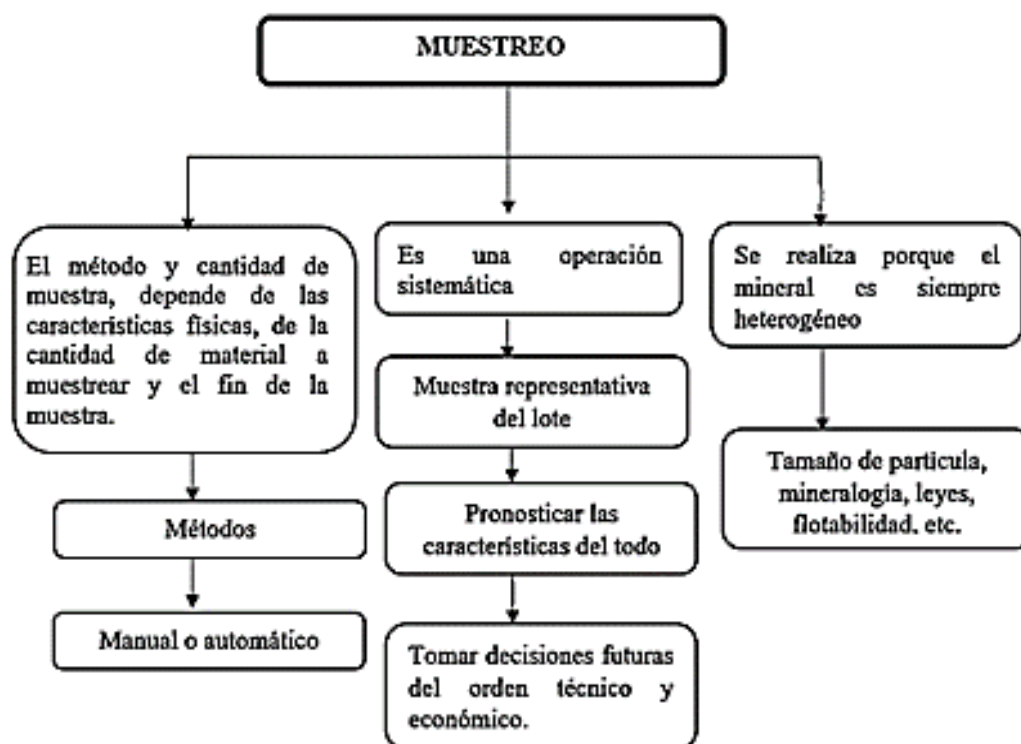 MUESTREO
El método y cantidad de
muestra, depende de las
características físicas, de la
cantidad de material a
muestrear y el fin de la
muestra.
Métodos
Manual o automático
Es una operación
sistemática
Muestra representativa
del lote
Pronosticar las
características del todo
Tomar decisiones futuras
del orden técnico y
económico.
Se realiza porque el
mineral es siempre
heterogéneo
Tamaño de particula,
mineralogía, leyes,
flotabilidad. etc.